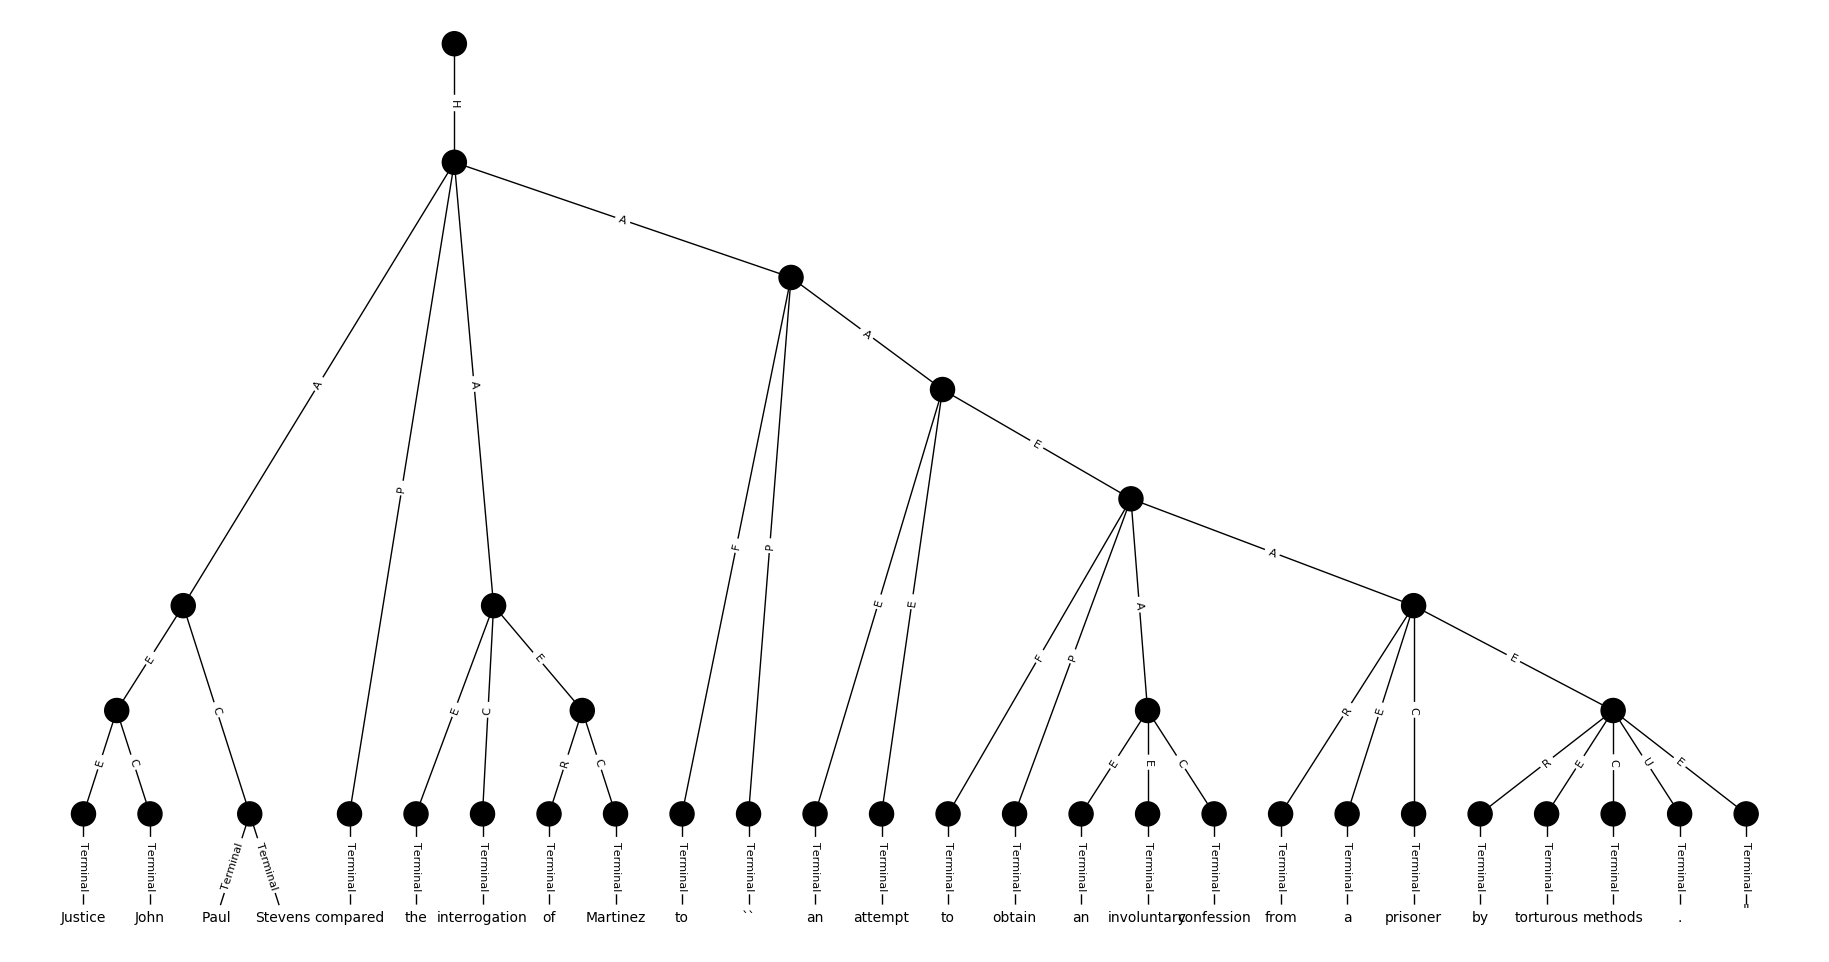 H
A
A
A
P
A
E
F
P
A
E
E
E
C
E
C
E
F
P
A
R
E
C
E
E
C
R
C
E
E
C
R
E
C
U
E
Terminal Terminal Terminal Terminal Terminal Terminal Terminal Terminal Terminal Terminal Terminal Terminal Terminal Terminal Terminal Terminal Terminal Terminal Terminal Terminal Terminal Terminal Terminal Terminal Terminal Terminal
Justice John Paul Stevens compared the interrogation of Martinez to `` an attempt to obtain an involuntary confession from a prisoner by torturous methods . "